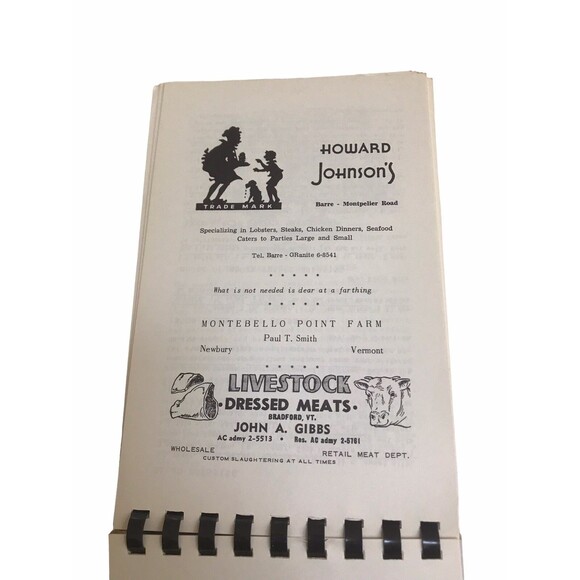 HOWARD
JOHNSON'S
TRADE MARK
Barre - Montpelier Road
Specializing in Lobsters, Steaks, Chicken Dinners, Seafood
Caters to Parties Large and Small
Tel. Barre - GRanite 6-8541
* * * * *
What is not needed is dear at a farthing.
* * * * *
MONTEBELLO POINT FARM
Paul T. Smith
Newbury Vermont
* * * * *
LIVESTOCK
·DRESSED MEATS·
BRADFORD, VT.
JOHN A. GIBBS
AC admy 2-5513 • Res. AC admy 2-5761
WHOLESALE RETAIL MEAT DEPT.
CUSTOM SLAUGHTERING AT ALL TIMES